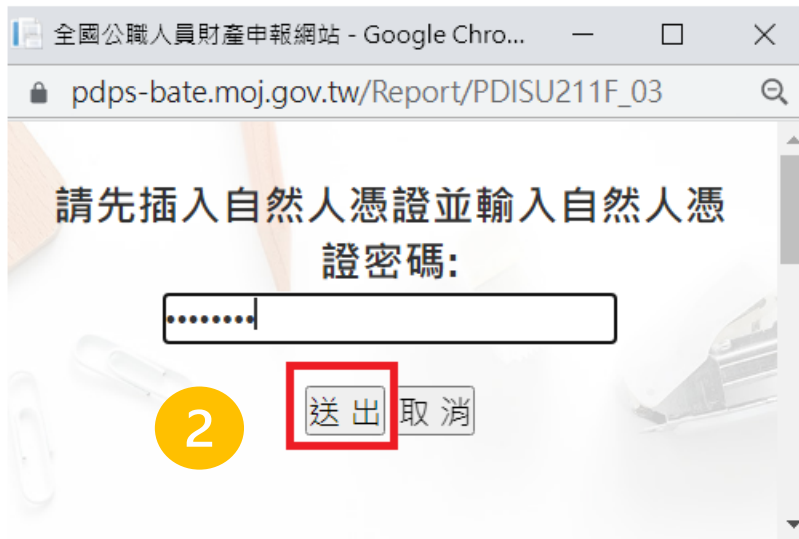 全國公職人員財產申報網站 - Google Chro...
pdps-bate.moj.gov.tw/Report/PDISU211F_03
請先插入自然人憑證並輸入自然人憑
證密碼:
••••••••
2
送 出 取 消